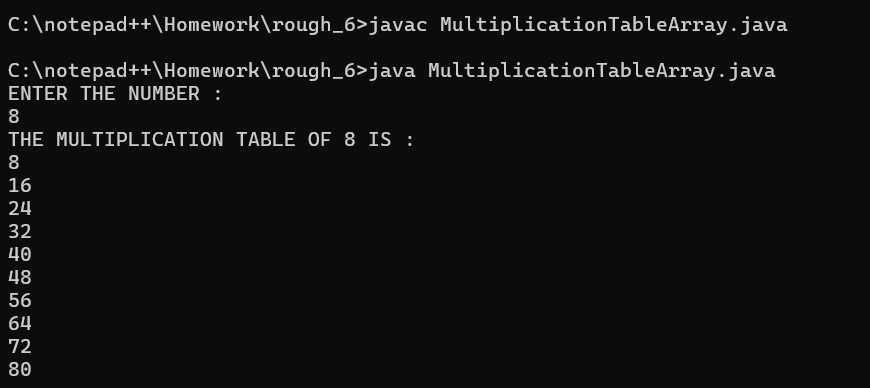 C:\notepad++\Homework\rough_6>javac MultiplicationTableArray.java
C:\notepad++\Homework\rough_6>java MultiplicationTableArray.java
ENTER THE NUMBER :
8
THE MULTIPLICATION TABLE OF 8 IS :
8
16
24
32
40
48
56
64
72
80